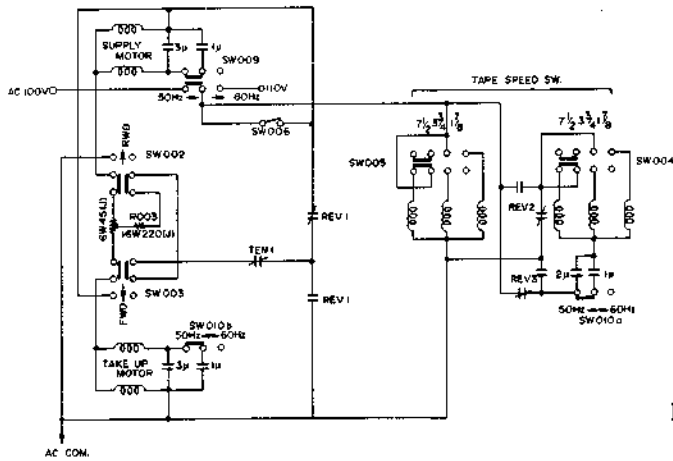 SUPPLY
MOTOR
3μ
1μ
SW009
AC 100V
110V
50Hz
60Hz
SW006
RWD
SW002
R003
16W220(J)
SW003
FWD
TEN1
REV1
REV1
SW010b
50Hz 60Hz
TAKE UP
MOTOR
3μ
1μ
AC COM.
TAPE SPEED SW.
7½ 3¾ 1⅞
7½ 3¾ 1⅞
SW005
SW004
REV2
REV3
2μ
1μ
50Hz 60Hz
SW010a